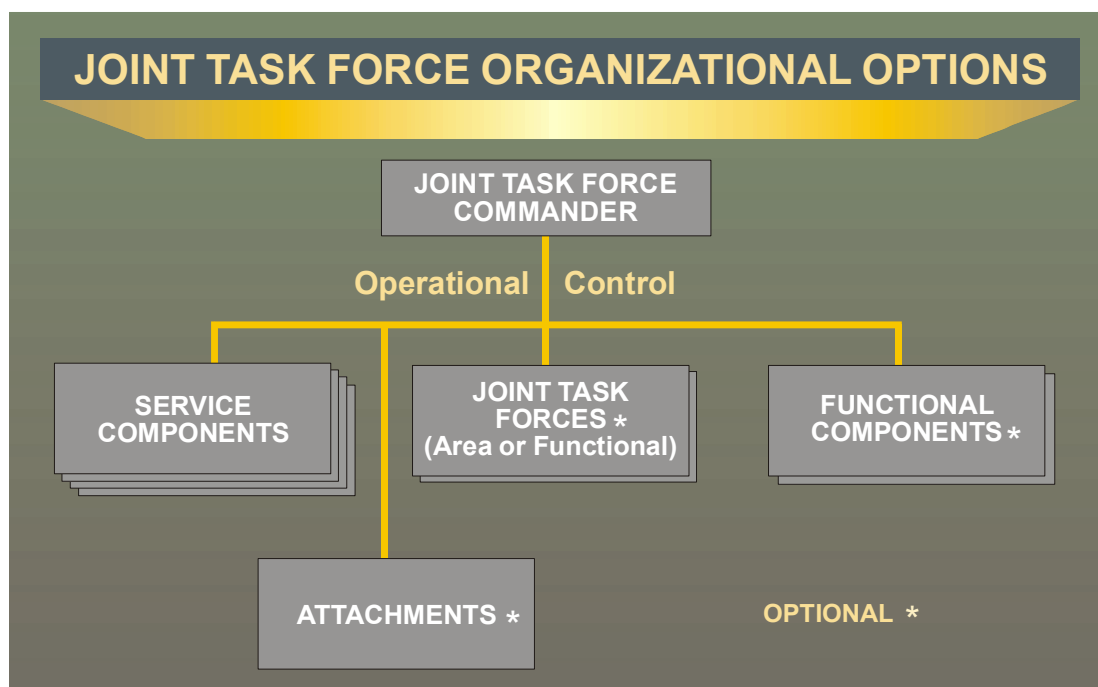 JOINT TASK FORCE ORGANIZATIONAL OPTIONS
JOINT TASK FORCE
COMMANDER
Operational Control
SERVICE
COMPONENTS
JOINT TASK
FORCES *
(Area or Functional)
FUNCTIONAL
COMPONENTS *
ATTACHMENTS *
OPTIONAL *